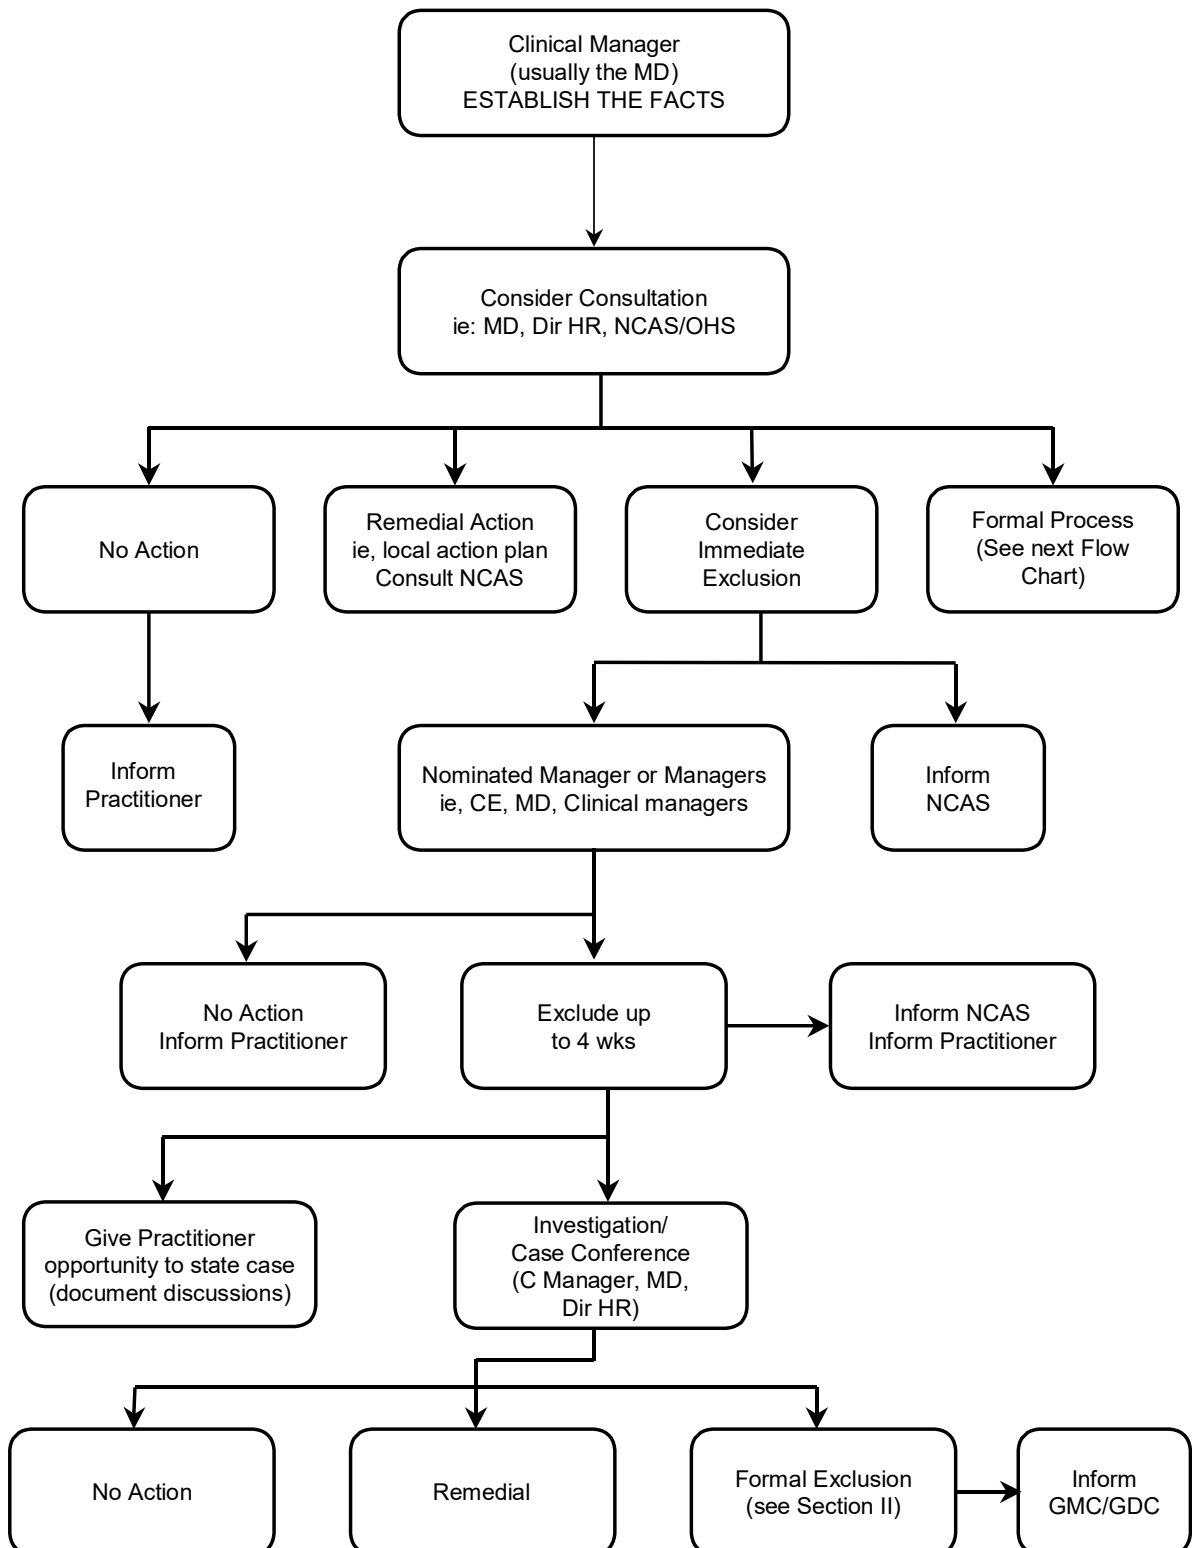 Clinical Manager
(usually the MD)
ESTABLISH THE FACTS
Consider Consultation
ie: MD, Dir HR, NCAS/OHS
No Action
Remedial Action
ie, local action plan
Consult NCAS
Consider
Immediate
Exclusion
Formal Process
(See next Flow
Chart)
Inform
Practitioner
Nominated Manager or Managers
ie, CE, MD, Clinical managers
Inform
NCAS
No Action
Inform Practitioner
Exclude up
to 4 wks
Inform NCAS
Inform Practitioner
Give Practitioner
opportunity to state case
(document discussions)
Investigation/
Case Conference
(C Manager, MD,
Dir HR)
No Action
Remedial
Formal Exclusion
(see Section II)
Inform
GMC/GDC